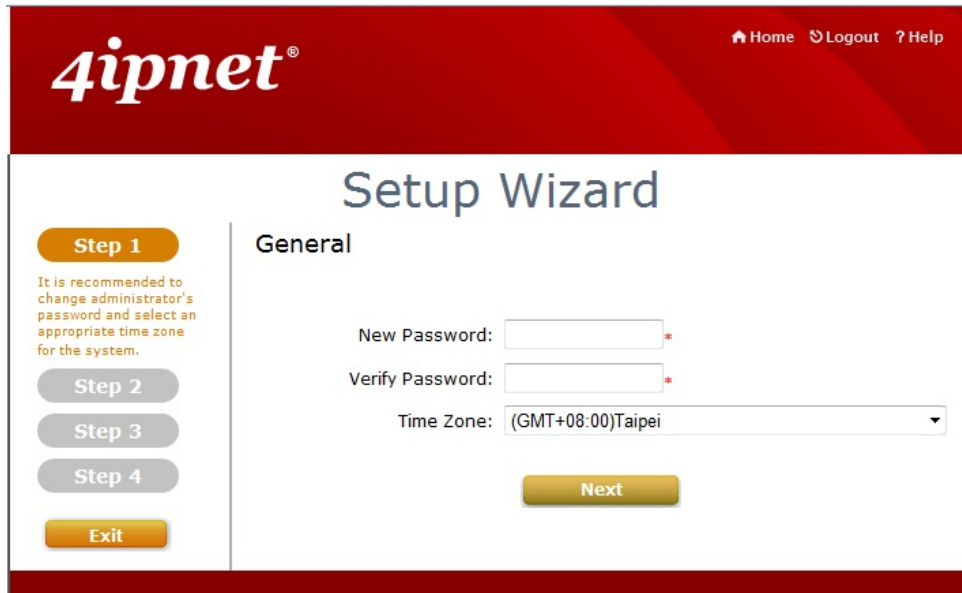 4ipnet®
Home Logout ? Help
Setup Wizard
Step 1
It is recommended to
change administrator's
password and select an
appropriate time zone
for the system.
Step 2
Step 3
Step 4
Exit
General
New Password: *
Verify Password: *
Time Zone: (GMT+08:00)Taipei
Next